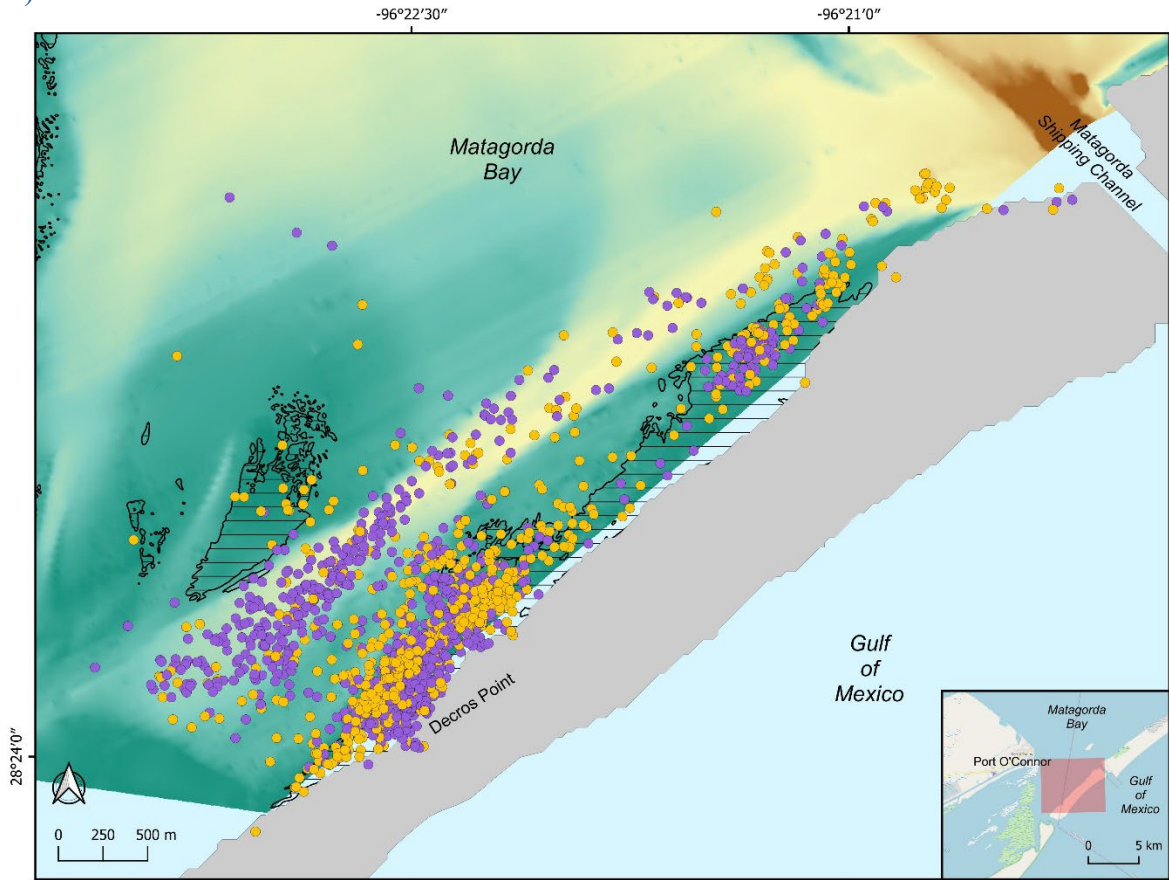 )
-96°22'30"
-96°21'0"
Matagorda
Bay
Matagorda
Shipping Channel
Gulf
of
Mexico
Decros Point
28°24'0"
0 250 500 m
Matagorda
Bay
Port O'Connor
Gulf
of
Mexico
0 5 km